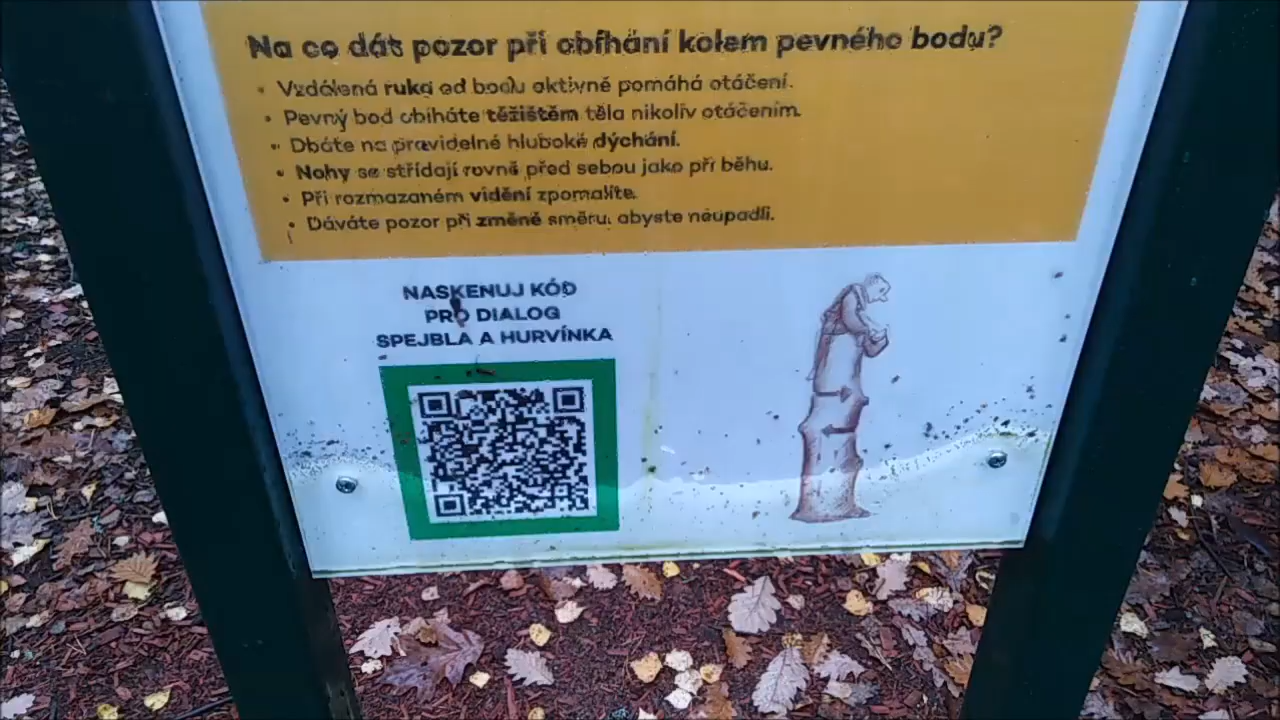 Na co dát pozor při obíhání kolem pevného bodu?
• Vzdálená ruka od bodu aktivně pomáhá otáčení.
• Pevný bod obíháte těžištěm těla nikoliv otáčením.
• Dbáte na pravidelné hluboké dýchání.
• Nohy se střídají rovně před sebou jako při běhu.
• Při rozmazaném vidění zpomalíte.
• Dáváte pozor při změně směru, abyste neupadli.
NASKENUJ KÓD
PRO DIALOG
SPEJBLA A HURVÍNKA